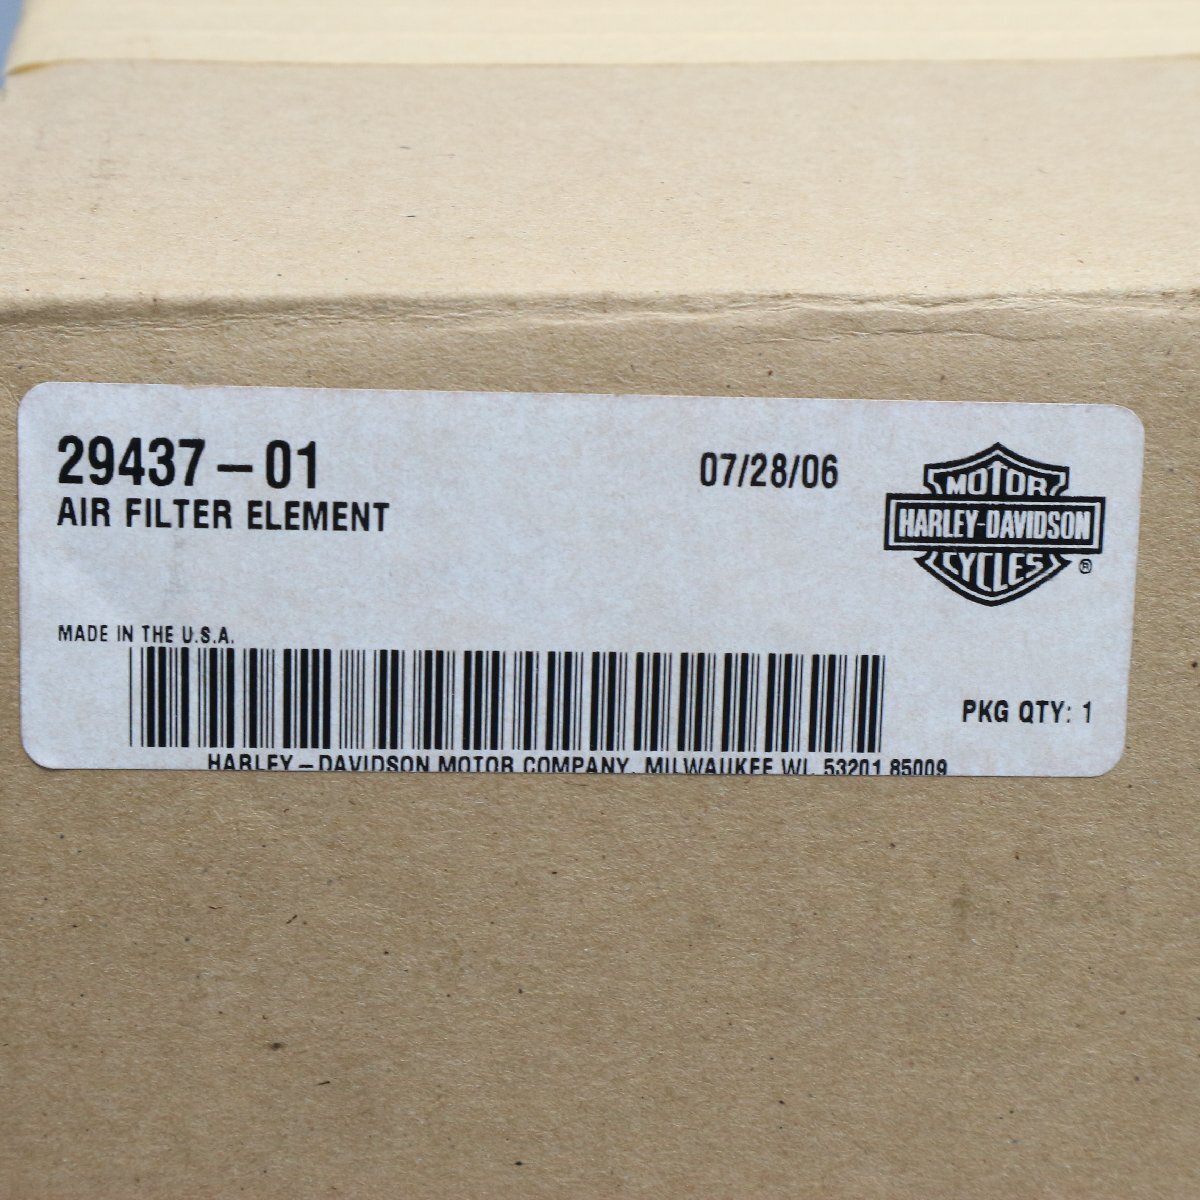 29437-01
AIR FILTER ELEMENT
07/28/06
MOTOR
HARLEY-DAVIDSON
CYCLES
®
MADE IN THE U.S.A.
PKG QTY: 1
HARLEY-DAVIDSON MOTOR COMPANY, MILWAUKEE WI. 53201 85009